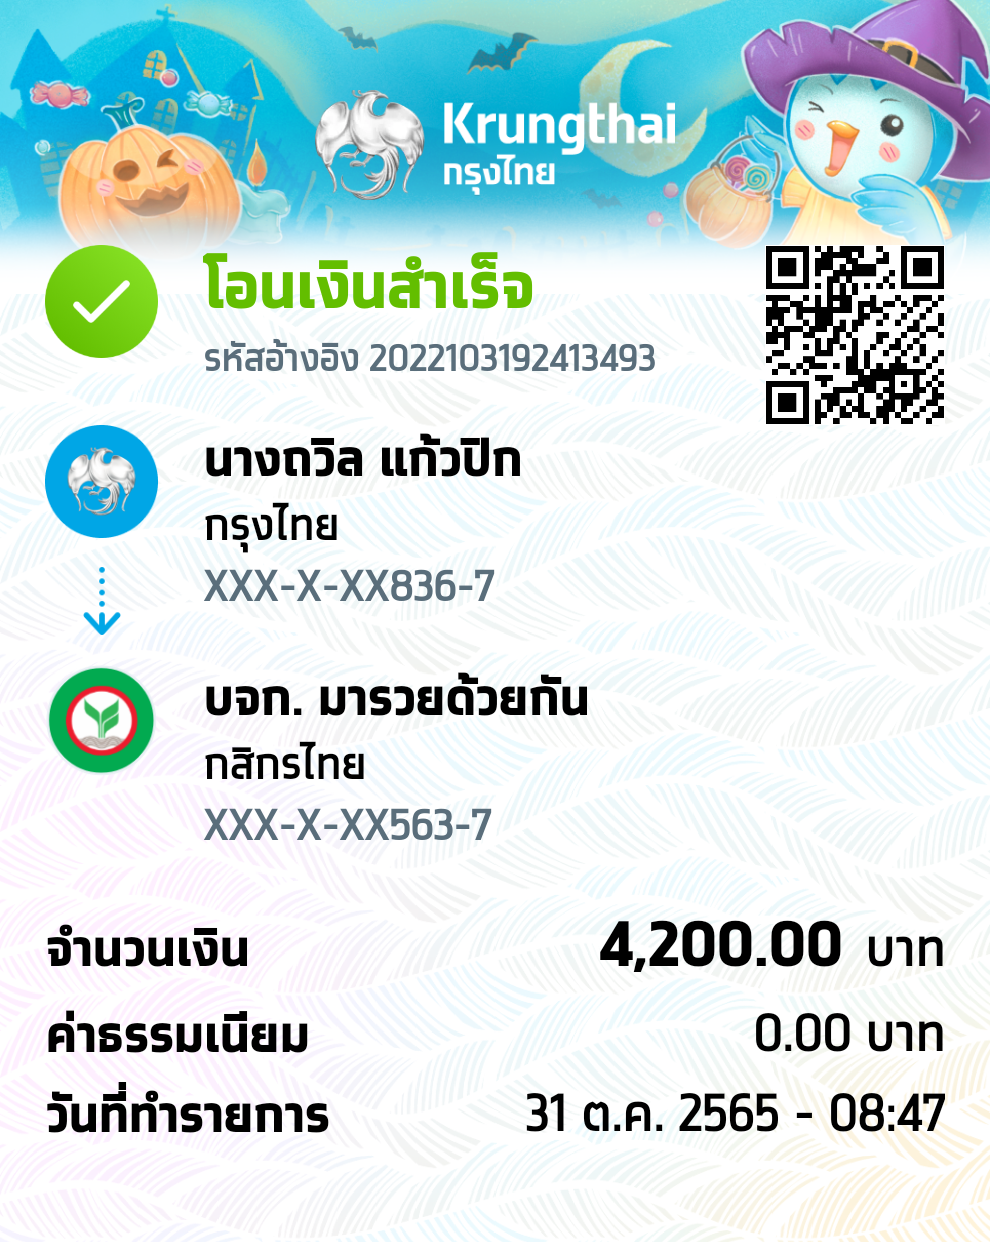 Krungthai
กรุงไทย
โอนเงินสำเร็จ
รหัสอ้างอิง 2022103192413493
นางถวิล แก้วปิก
กรุงไทย
XXX-X-XX836-7
บจก. มารวยด้วยกัน
กสิกรไทย
XXX-X-XX563-7
จำนวนเงิน 4,200.00 บาท
ค่าธรรมเนียม 0.00 บาท
วันที่ทำรายการ 31 ต.ค. 2565 - 08:47